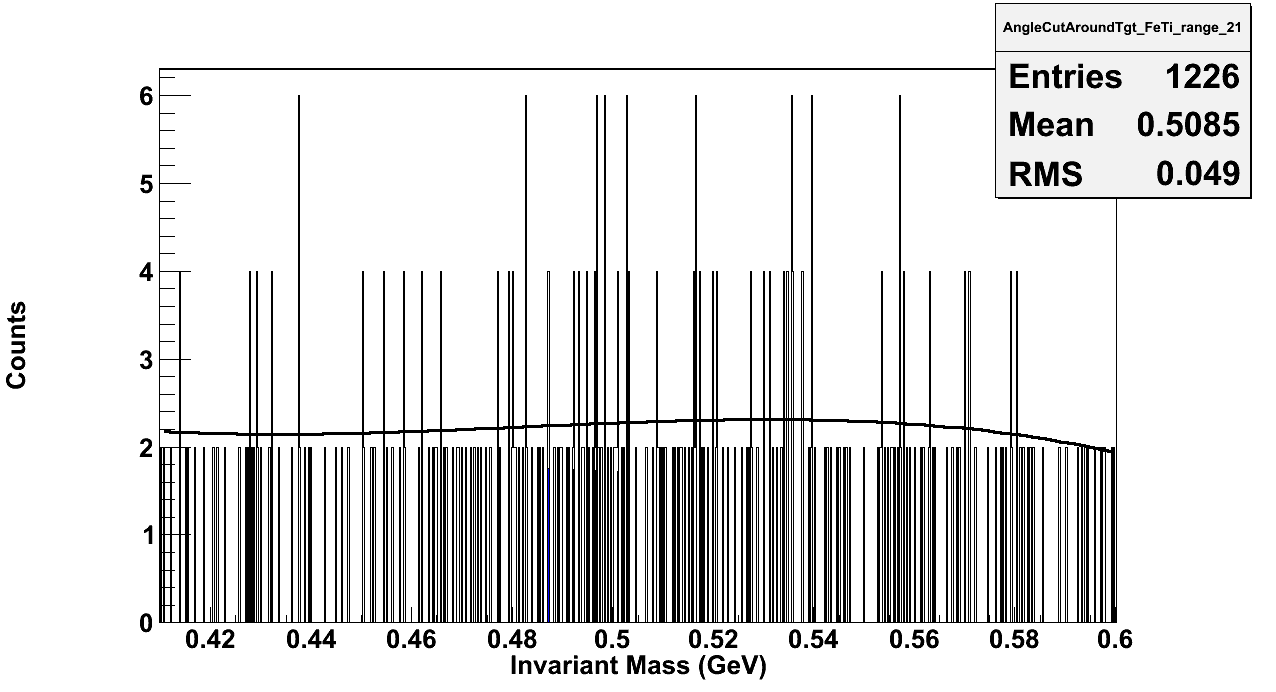 AngleCutAroundTgt_FeTi_range_21
Entries 1226
Mean 0.5085
RMS 0.049
6
5
4
3
2
1
0
Counts
0.42 0.44 0.46 0.48 0.5 0.52 0.54 0.56 0.58 0.6
Invariant Mass (GeV)